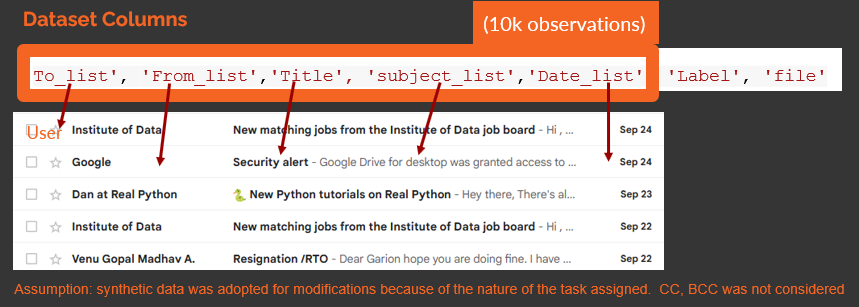 Dataset Columns
(10k observations)
To_list', 'From_list','Title', 'subject_list','Date_list' 'Label', 'file'
User
Institute of Data New matching jobs from the Institute of Data job board - Hi , ... Sep 24
Google Security alert - Google Drive for desktop was granted access to ... Sep 24
Dan at Real Python 🐍 New Python tutorials on Real Python - Hey there, There's al... Sep 23
Institute of Data New matching jobs from the Institute of Data job board - Hi , ... Sep 22
Venu Gopal Madhav A. Resignation /RTO - Dear Garion hope you are doing fine. I have ... Sep 22
Assumption: synthetic data was adopted for modifications because of the nature of the task assigned. CC, BCC was not considered